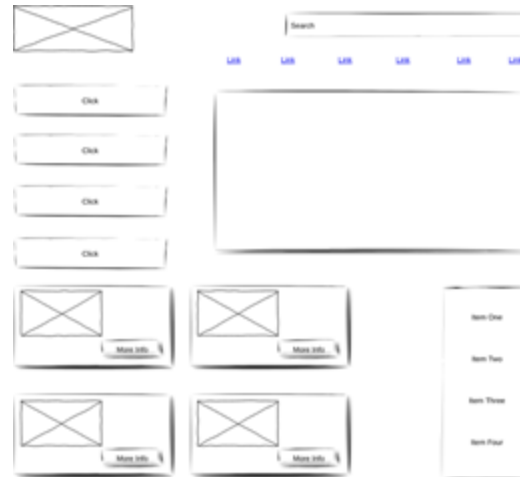 Search
Link Link Link Link Link Link
Click
Click
Click
Click
More Info
More Info
More Info
More Info
Item One
Item Two
Item Three
Item Four